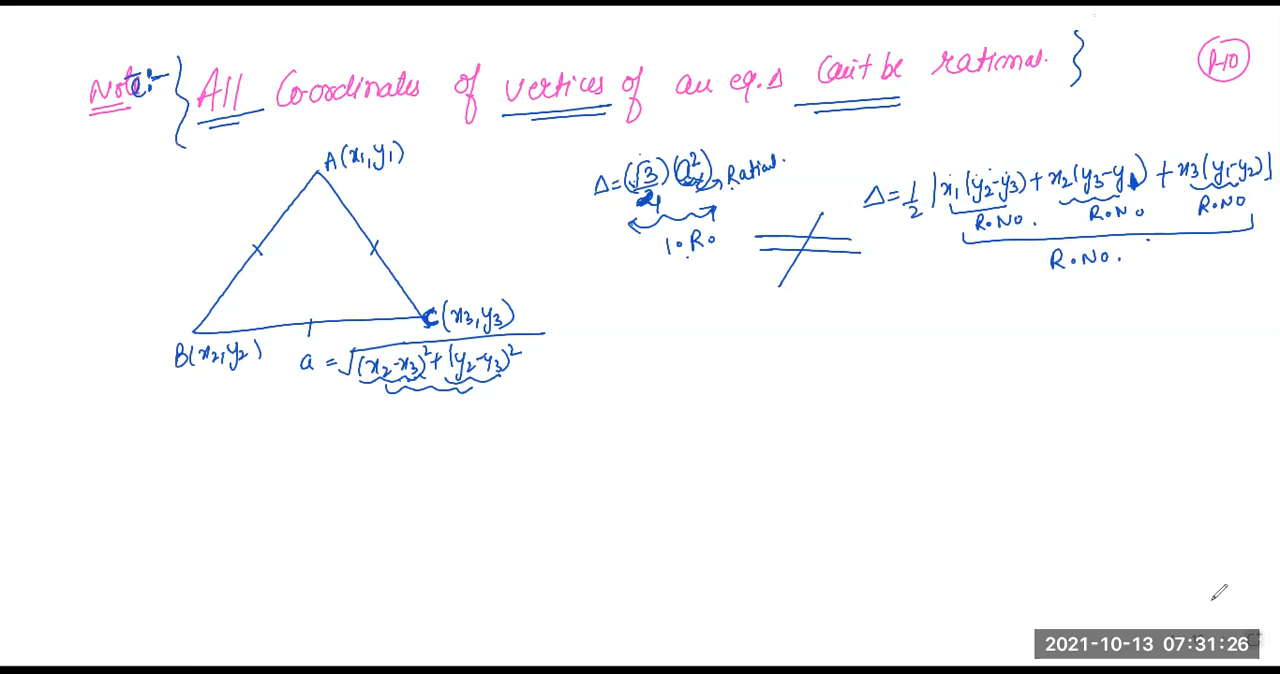 Note:- { All Co-ordinates of vertices of an eq. Δ can't be rational. }
P-10
A(x1, y1)
Δ = (√3/4)(a²) → Rational.
I.R.
Δ = 1/2 |x1(y2-y3) + x2(y3-y1) + x3(y1-y2)|
R.No. R.No R.No
R.No.
C(x3, y3)
B(x2, y2)
a = √(x2-x3)² + (y2-y3)²
2021-10-13 07:31:26